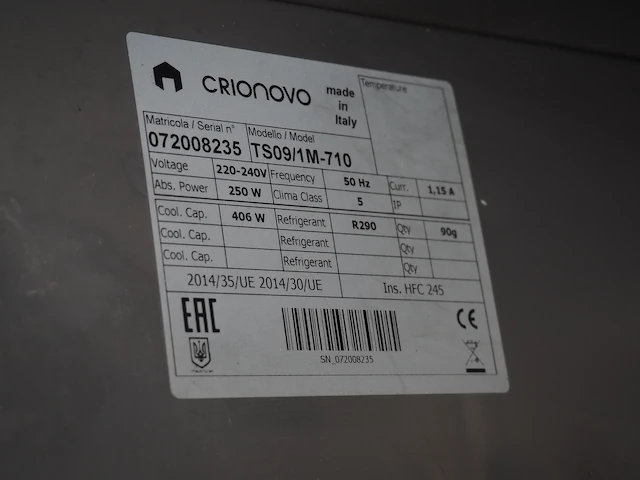 CRIONOVO
made
in
Italy
Temperature
Matricola / Serial n° Modello / Model
072008235 TS09/1M-710
Voltage 220-240V Frequency 50 Hz Curr. 1,15 A
Abs. Power 250 W Clima Class 5 IP
Cool. Cap. 406 W Refrigerant R290 Qty 90g
Cool. Cap. Refrigerant Qty
Cool. Cap. Refrigerant Qty
2014/35/UE 2014/30/UE Ins. HFC 245
EAC CE
SN_072008235